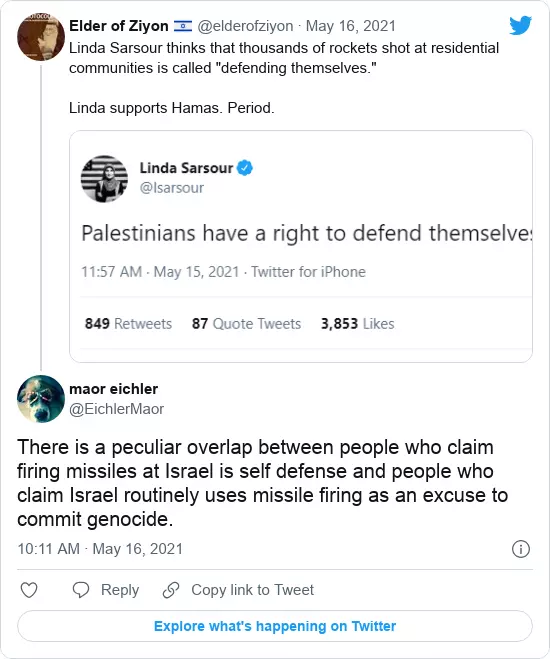 Elder of Ziyon 🇮🇱 @elderofziyon · May 16, 2021
Linda Sarsour thinks that thousands of rockets shot at residential
communities is called "defending themselves."
Linda supports Hamas. Period.
Linda Sarsour
@lsarsour
Palestinians have a right to defend themselves
11:57 AM · May 15, 2021 · Twitter for iPhone
849 Retweets 87 Quote Tweets 3,853 Likes
maor eichler
@EichlerMaor
There is a peculiar overlap between people who claim
firing missiles at Israel is self defense and people who
claim Israel routinely uses missile firing as an excuse to
commit genocide.
10:11 AM · May 16, 2021
Reply Copy link to Tweet
Explore what's happening on Twitter